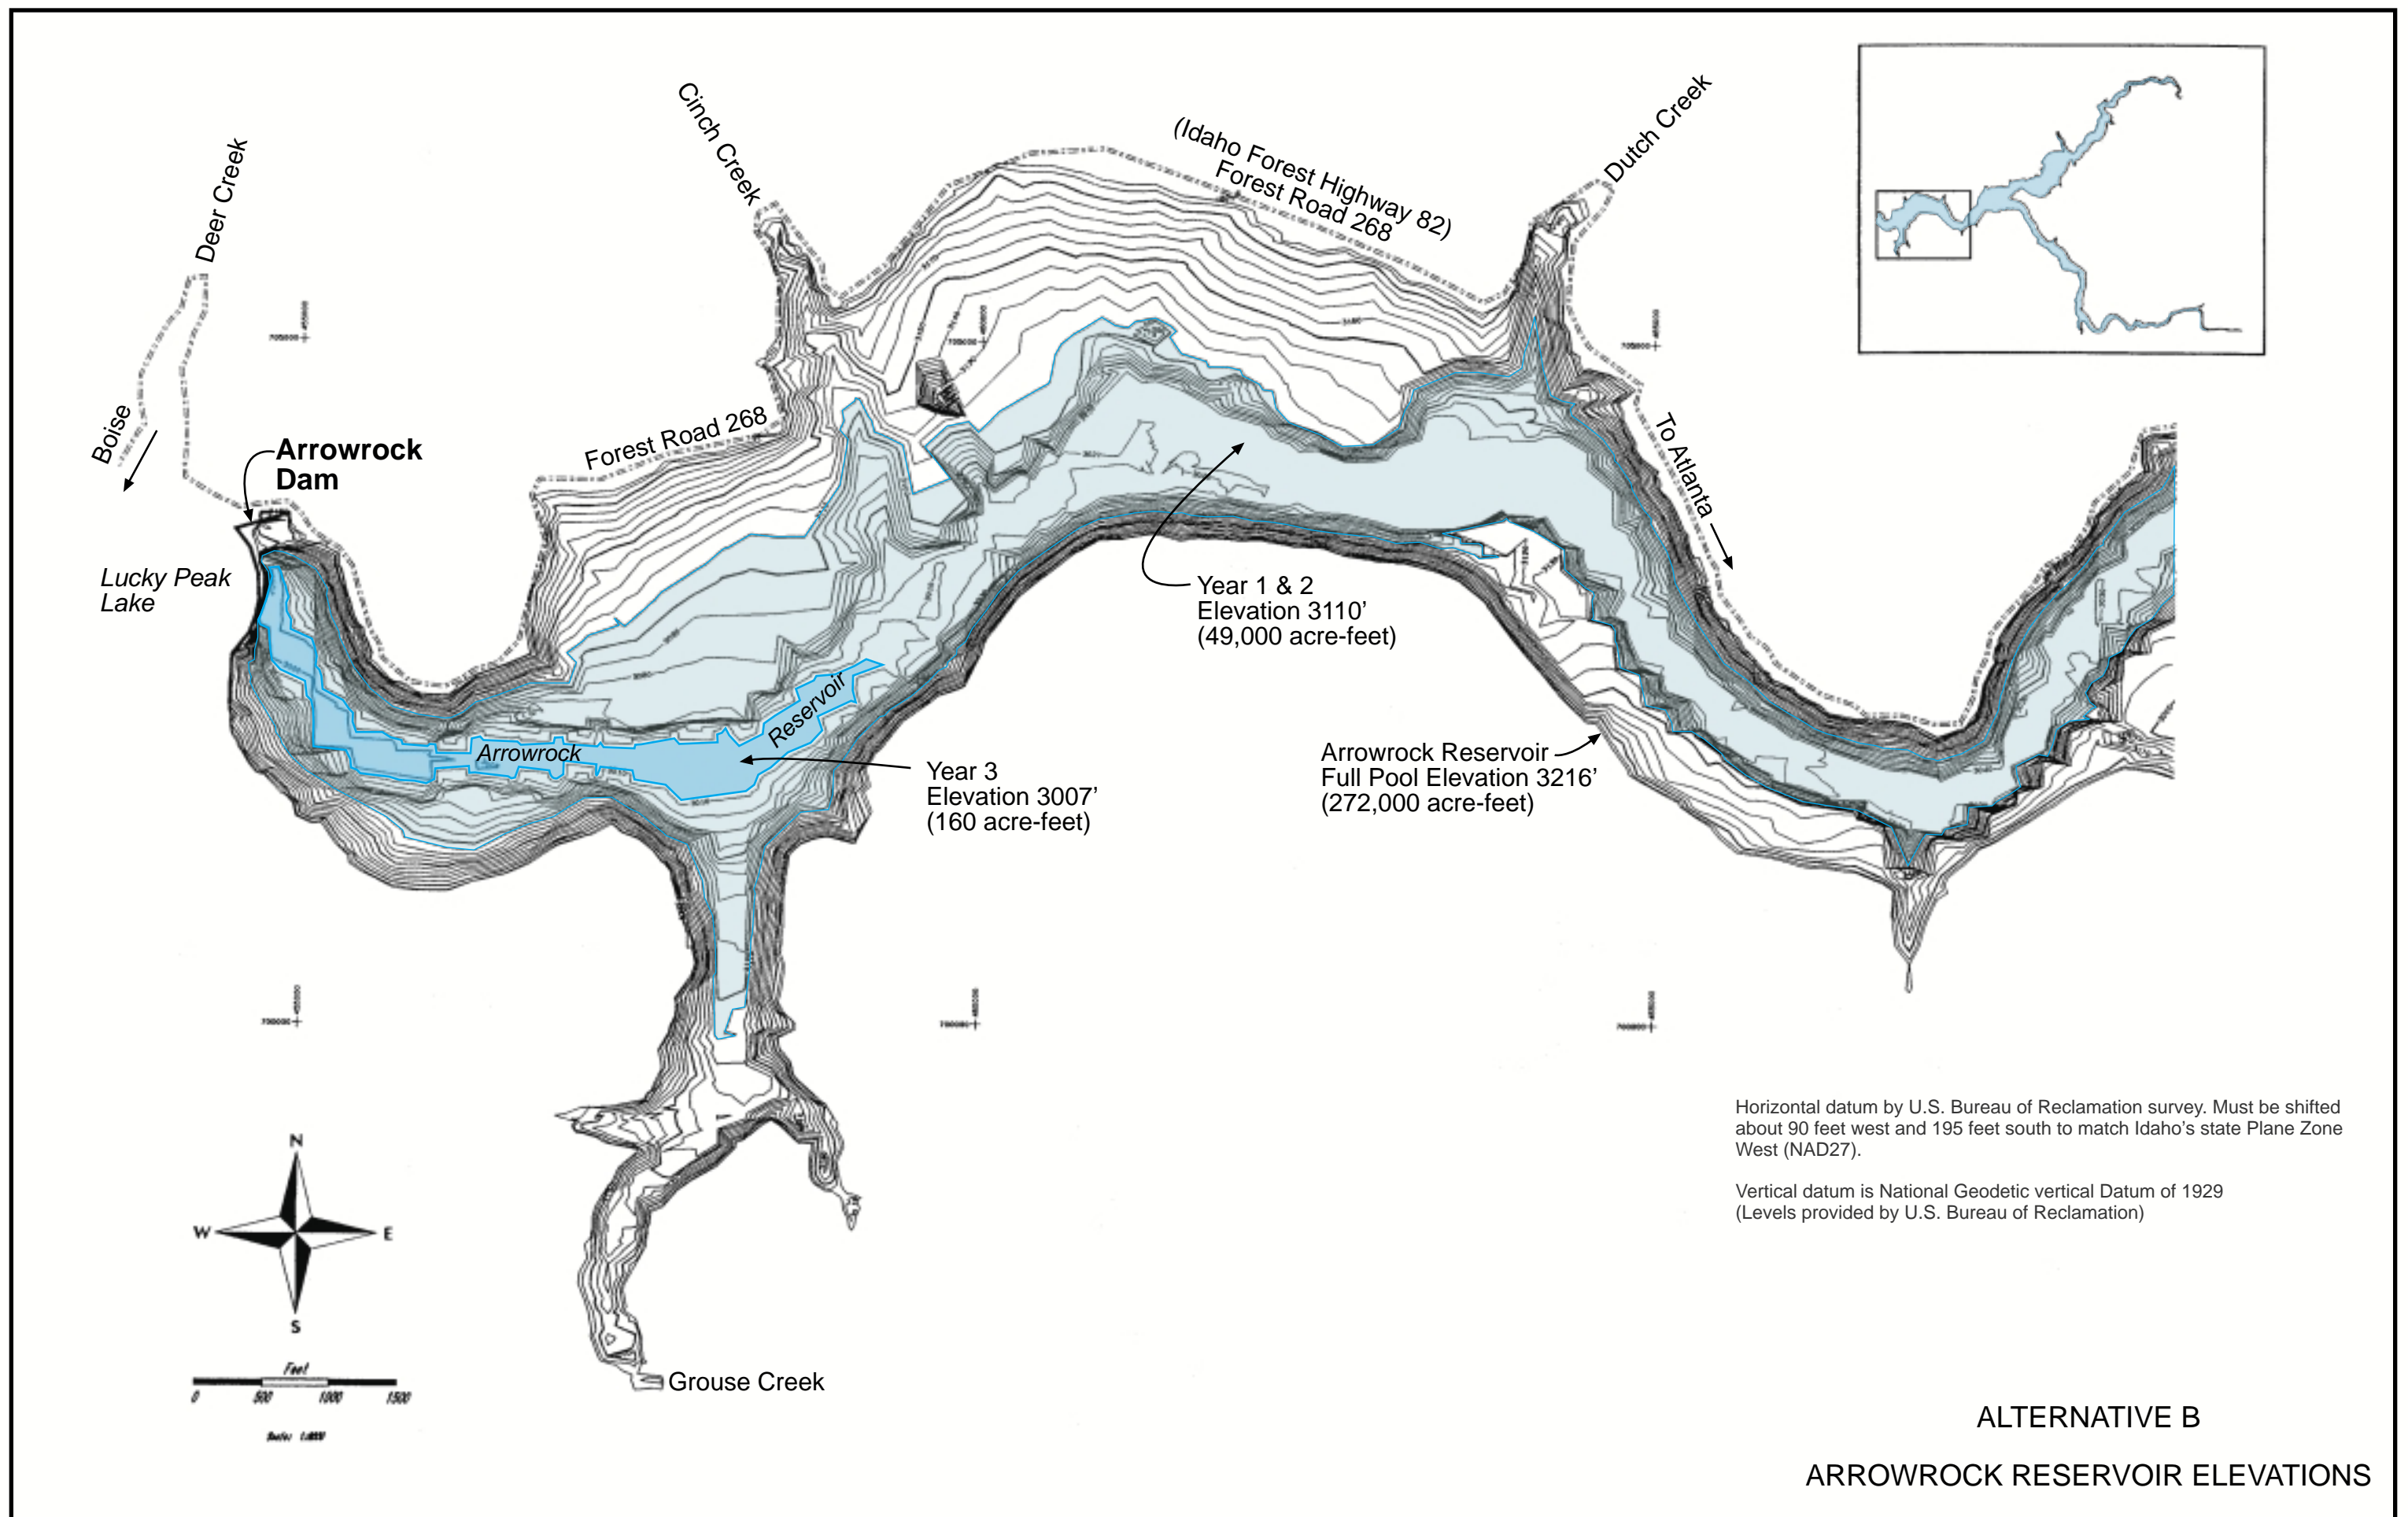 Cinch Creek
(Idaho Forest Highway 82)
Forest Road 268
Dutch Creek
Deer Creek
Boise
Forest Road 268
To Atlanta
Arrowrock
Dam
Lucky Peak
Lake
Year 1 & 2
Elevation 3110’
(49,000 acre-feet)
Arrowrock
Reservoir
Year 3
Elevation 3007’
(160 acre-feet)
Arrowrock Reservoir
Full Pool Elevation 3216’
(272,000 acre-feet)
Horizontal datum by U.S. Bureau of Reclamation survey. Must be shifted
about 90 feet west and 195 feet south to match Idaho’s state Plane Zone
West (NAD27).
Vertical datum is National Geodetic vertical Datum of 1929
(Levels provided by U.S. Bureau of Reclamation)
N
W
E
S
Feet
0 500 1000 1500
Grouse Creek
ALTERNATIVE B
ARROWROCK RESERVOIR ELEVATIONS